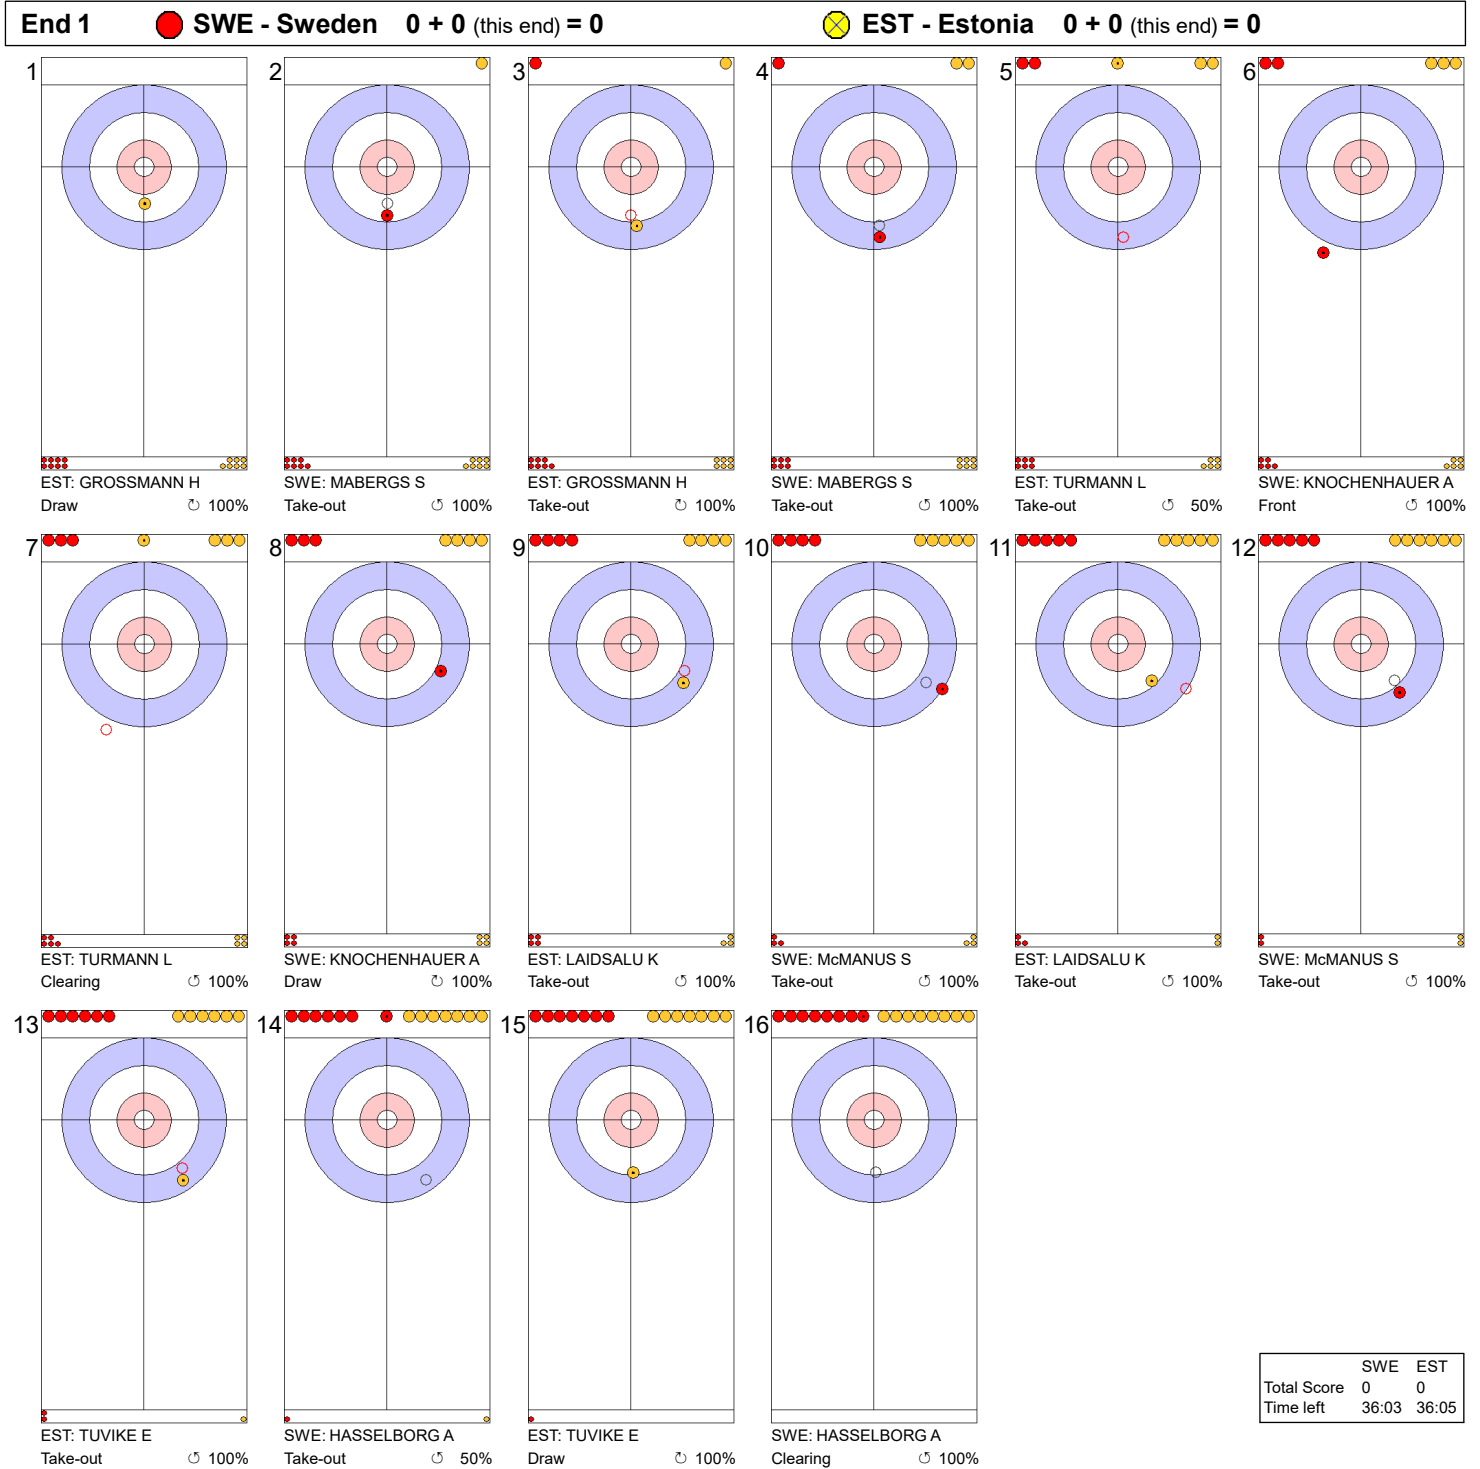 End 1 SWE - Sweden 0 + 0 (this end) = 0 EST - Estonia 0 + 0 (this end) = 0
1 2 3 4 5 6
EST: GROSSMANN H SWE: MABERGS S EST: GROSSMANN H SWE: MABERGS S EST: TURMANN L SWE: KNOCHENHAUER A
Draw ↻ 100% Take-out ↺ 100% Take-out ↻ 100% Take-out ↺ 100% Take-out ↺ 50% Front ↺ 100%
7 8 9 10 11 12
EST: TURMANN L SWE: KNOCHENHAUER A EST: LAIDSALU K SWE: McMANUS S EST: LAIDSALU K SWE: McMANUS S
Clearing ↺ 100% Draw ↺ 100% Take-out ↺ 100% Take-out ↺ 100% Take-out ↺ 100% Take-out ↺ 100%
13 14 15 16
EST: TUVIKE E SWE: HASSELBORG A EST: TUVIKE E SWE: HASSELBORG A
Take-out ↺ 100% Take-out ↺ 50% Draw ↻ 100% Clearing ↺ 100%
SWE EST
Total Score 0 0
Time left 36:03 36:05